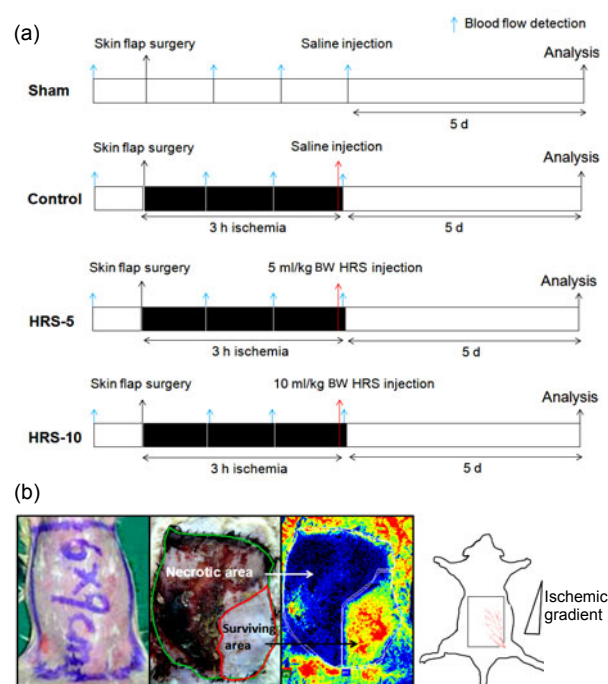 (a)
Blood flow detection
Skin flap surgery
Saline injection
Analysis
Sham
5 d
Skin flap surgery
Saline injection
Analysis
Control
3 h ischemia
5 d
Skin flap surgery
5 ml/kg BW HRS injection
Analysis
HRS-5
3 h ischemia
5 d
Skin flap surgery
10 ml/kg BW HRS injection
Analysis
HRS-10
3 h ischemia
5 d
(b)
6x9cm
Necrotic area
Surviving
area
Ischemic
gradient